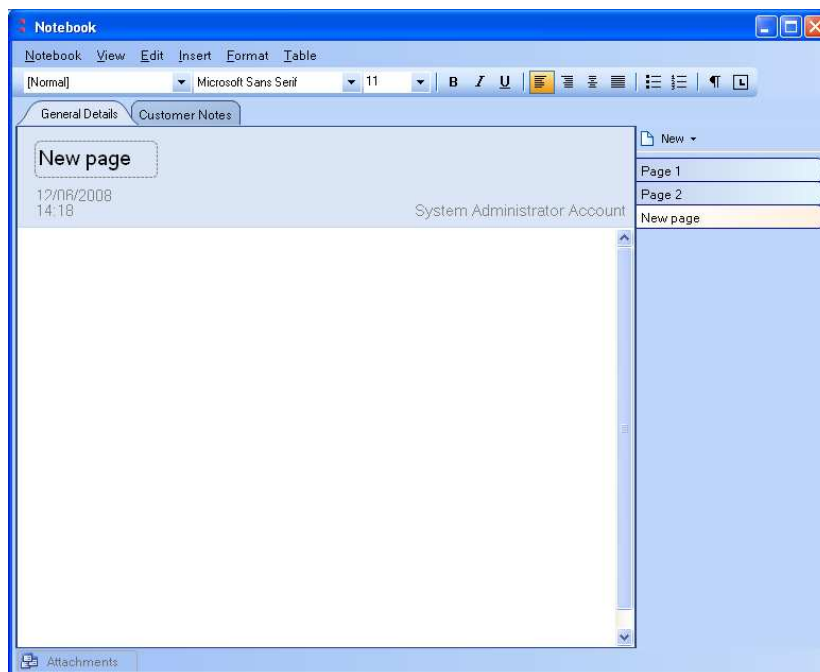 Notebook
Notebook View Edit Insert Format Table
[Normal] Microsoft Sans Serif 11 B I U ¶ L
General Details Customer Notes
New
New page
Page 1
Page 2
New page
12/06/2008
14:18
System Administrator Account
Attachments